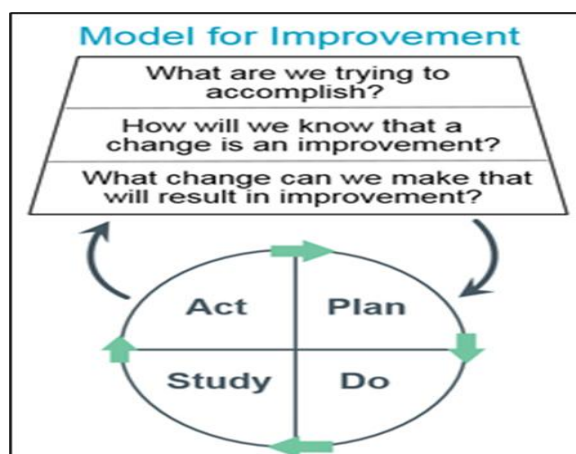 Model for Improvement
What are we trying to
accomplish?
How will we know that a
change is an improvement?
What change can we make that
will result in improvement?
Act
Plan
Study
Do